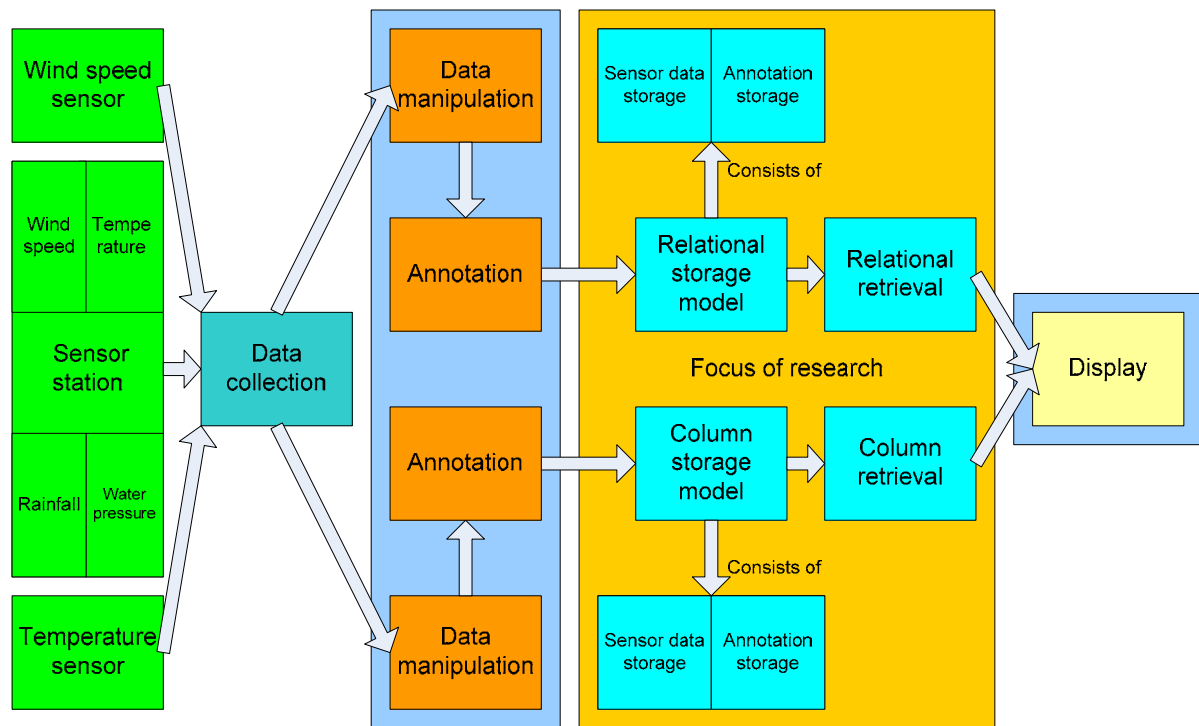 Wind speed
sensor
Wind
speed
Tempe
rature
Sensor
station
Rainfall
Water
pressure
Temperature
sensor
Data
collection
Data
manipulation
Annotation
Annotation
Data
manipulation
Sensor data
storage
Annotation
storage
Consists of
Relational
storage
model
Relational
retrieval
Focus of research
Column
storage
model
Column
retrieval
Consists of
Sensor data
storage
Annotation
storage
Display